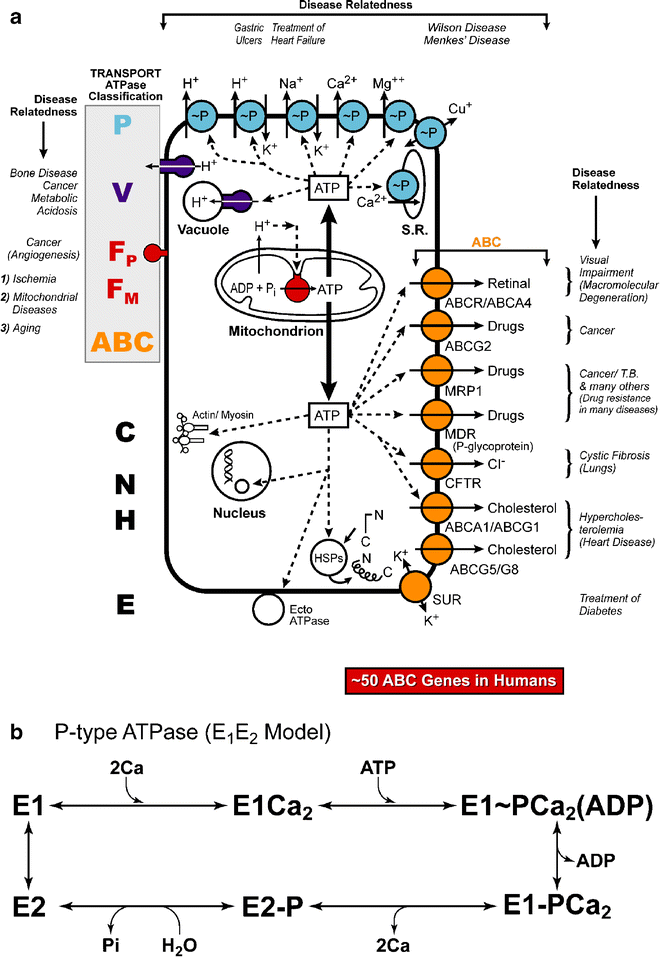 Disease Relatedness
a
Gastric
Ulcers
Treatment of
Heart Failure
Wilson Disease
Menkes' Disease
TRANSPORT
ATPase
Classification
H+
H+
Na+
Ca2+
Mg++
Cu+
~P
~P
~P
~P
~P
~P
K+
K+
Disease
Relatedness
P
Bone Disease
Cancer
Metabolic
Acidosis
V
H+
H+
Vacuole
ATP
Ca2+
~P
S.R.
Disease
Relatedness
Cancer
(Angiogenesis)
FP
1) Ischemia
2) Mitochondrial
Diseases
3) Aging
FM
ABC
H+
ADP + Pi
ATP
Mitochondrion
ABC
Retinal
ABCR/ABCA4
Visual
Impairment
(Macromolecular
Degeneration)
Drugs
ABCG2
Cancer
Drugs
MRP1
Drugs
MDR
(P-glycoprotein)
Cancer/ T.B.
& many others
(Drug resistance
in many diseases)
Cl-
CFTR
Cystic Fibrosis
(Lungs)
Cholesterol
ABCA1/ABCG1
Cholesterol
ABCG5/G8
Hypercholes-
terolemia
(Heart Disease)
K+
SUR
K+
Treatment of
Diabetes
ATP
C
Actin/ Myosin
N
Nucleus
H
HSPs
N
C
N
C
E
Ecto
ATPase
~50 ABC Genes in Humans
b P-type ATPase (E1E2 Model)
2Ca
ATP
E1
E1Ca2
E1~PCa2(ADP)
ADP
E2
E2-P
E1-PCa2
Pi
H2O
2Ca